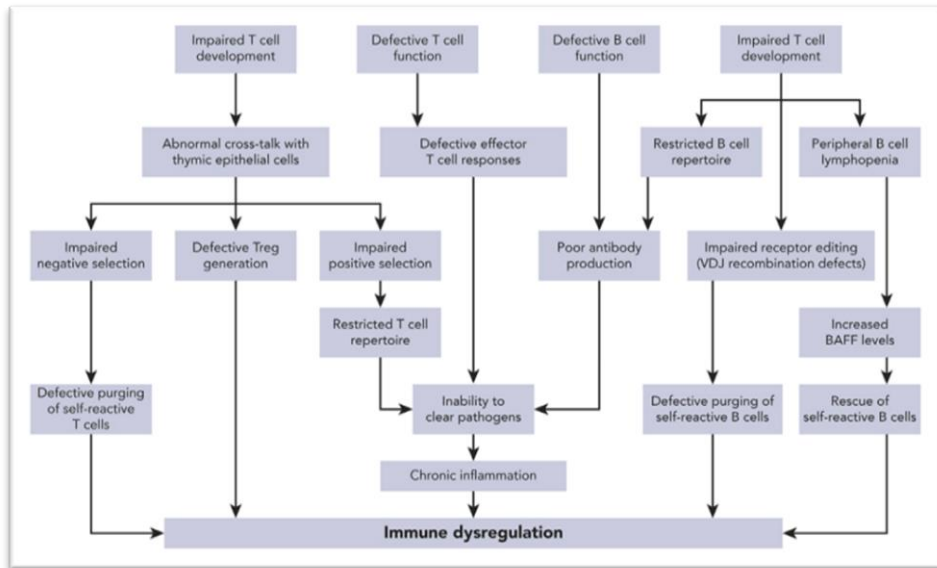 Impaired T cell
development
Defective T cell
function
Defective B cell
function
Impaired T cell
development
Abnormal cross-talk with
thymic epithelial cells
Defective effector
T cell responses
Restricted B cell
repertoire
Peripheral B cell
lymphopenia
Impaired
negative selection
Defective Treg
generation
Impaired
positive selection
Poor antibody
production
Impaired receptor editing
(VDJ recombination defects)
Restricted T cell
repertoire
Increased
BAFF levels
Defective purging
of self-reactive
T cells
Inability to
clear pathogens
Defective purging of
self-reactive B cells
Rescue of
self-reactive B cells
Chronic inflammation
Immune dysregulation